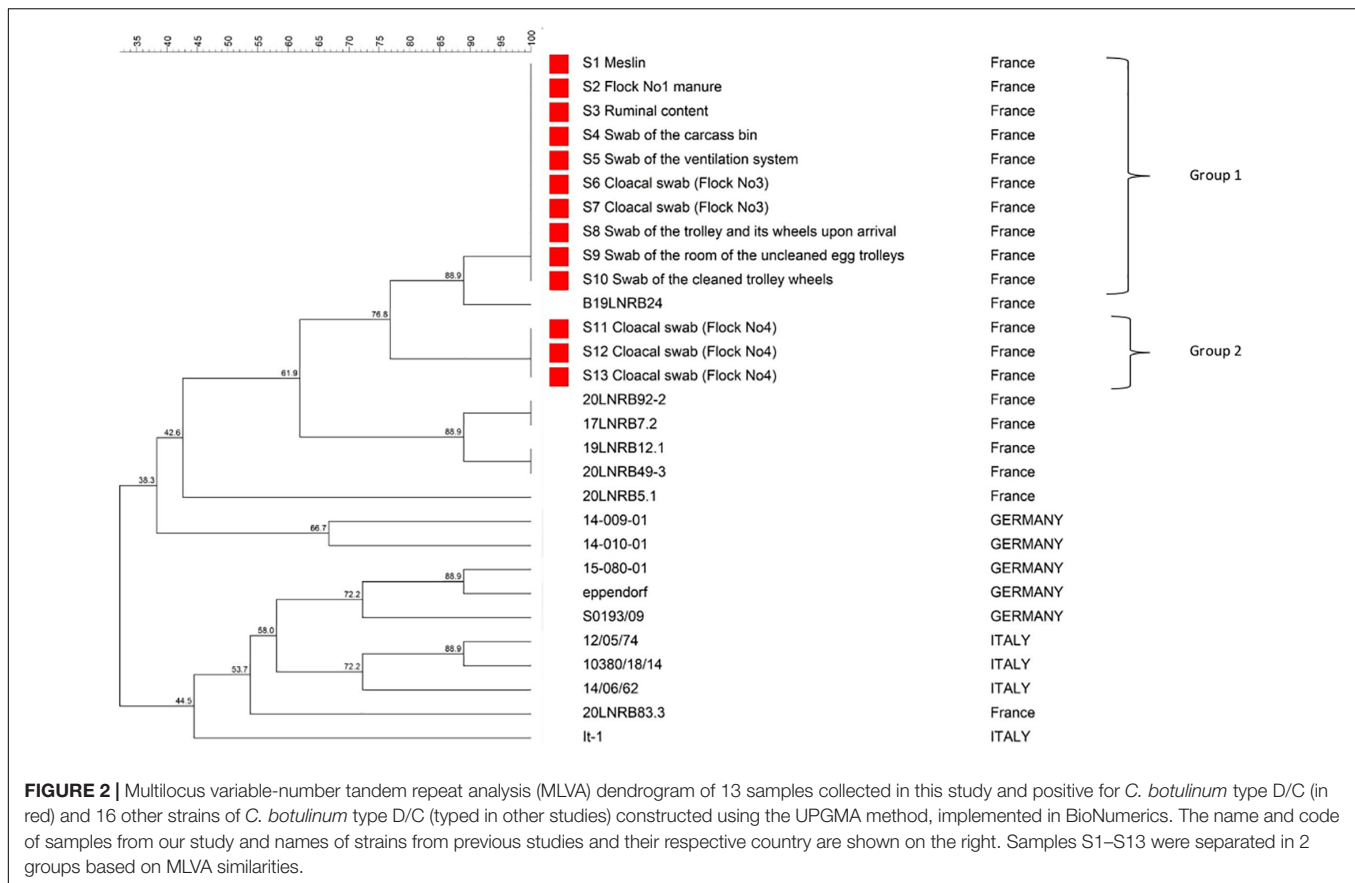 35 40 45 50 55 60 65 70 75 80 85 90 95 100
S1 Meslin France
S2 Flock No1 manure France
S3 Ruminal content France
S4 Swab of the carcass bin France
S5 Swab of the ventilation system France
Group 1
S6 Cloacal swab (Flock No3) France
S7 Cloacal swab (Flock No3) France
S8 Swab of the trolley and its wheels upon arrival France
S9 Swab of the room of the uncleaned egg trolleys France
88.9 S10 Swab of the cleaned trolley wheels France
B19LNRB24 France
76.8
S11 Cloacal swab (Flock No4) France
S12 Cloacal swab (Flock No4) France Group 2
61.9 S13 Cloacal swab (Flock No4) France
20LNRB92-2 France
17LNRB7.2 France
42.6 88.9
19LNRB12.1 France
20LNRB49-3 France
38.3
20LNRB5.1 France
14-009-01 GERMANY
66.7
14-010-01 GERMANY
15-080-01 GERMANY
88.9
eppendorf GERMANY
72.2
S0193/09 GERMANY
58.0
12/05/74 ITALY
88.9
10380/18/14 ITALY
53.7 72.2
14/06/62 ITALY
44.5
20LNRB83.3 France
It-1 ITALY
FIGURE 2 | Multilocus variable-number tandem repeat analysis (MLVA) dendrogram of 13 samples collected in this study and positive for C. botulinum type D/C (in
red) and 16 other strains of C. botulinum type D/C (typed in other studies) constructed using the UPGMA method, implemented in BioNumerics. The name and code
of samples from our study and names of strains from previous studies and their respective country are shown on the right. Samples S1–S13 were separated in 2
groups based on MLVA similarities.